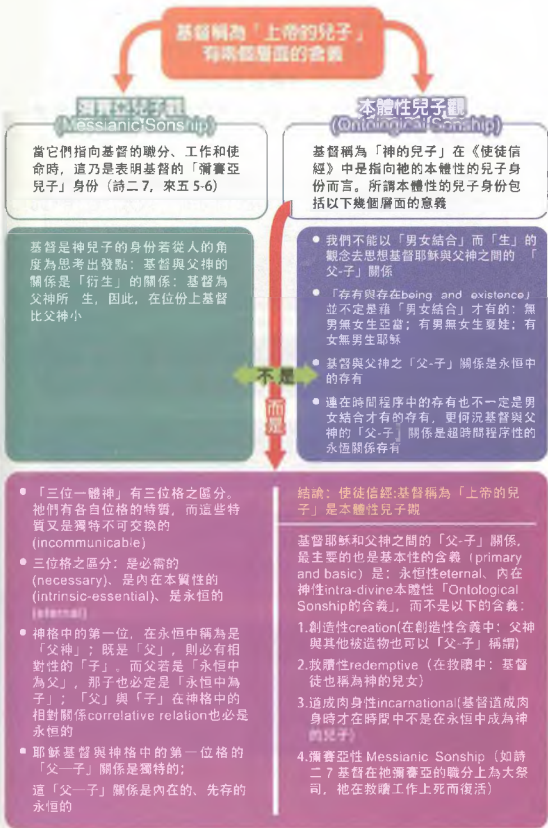 基督稱為「上帝的兒子」
有兩個層面的含義
彌賽亞兒子觀
(Messianic Sonship)
當它們指向基督的職分、工作和使
命時，這乃是表明基督的「彌賽亞
兒子」身份（詩二7，來五5-6）
本體性兒子觀
(Ontological Sonship)
基督稱為「神的兒子」在《使徒信
經》中是指向祂的本體性的兒子身
份而言。所謂本體性的兒子身份包
括以下幾個層面的意義
基督是神兒子的身份若從人的角
度為思考出發點：基督與父神的
關係是「衍生」的關係：基督為
父神所 生，因此，在位份上基督
比父神小
● 我們不能以「男女結合」而「生」的
觀念去思想基督耶穌與父神之間的「
父-子」關係
● 「存有與存在being and existence」
並不定是藉「男女結合」才有的：無
男無女生亞當；有男無女生夏娃；有
女無男生耶穌
● 基督與父神之「父-子」關係是永恒中
的存有
● 連在時間程序中的存有也不一定是男
女結合才有的存有，更何況基督與父
神的「父-子」關係是超時間程序性的
永恆關係存有
不是
而是
● 「三位一體神」有三位格之區分。
祂們有各自位格的特質，而這些特
質又是獨特不可交換的
(incommunicable)
● 三位格之區分：是必需的
(necessary)、是內在本質性的
(intrinsic-essential)、是永恒的
(eternal)
● 神格中的第一位，在永恒中稱為是
「父神」；既是「父」，則必有相
對性的「子」。而父若是「永恒中
為父」，那子也必定是「永恒中為
子」；「父」與「子」在神格中的
相對關係correlative relation也必是
永恒的
● 耶穌基督與神格中的第一位格的
「父—子」關係是獨特的；
這「父—子」關係是內在的、先存的
永恒的
結論：使徒信經:基督稱為「上帝的兒
子」是本體性兒子觀
基督耶穌和父神之間的「父-子」關係，
最主要的也是基本性的含義（primary
and basic）是：永恒性eternal、內在
神性intra-divine本體性「Ontological
Sonship的含義」，而不是以下的含義：
1.創造性creation(在創造性含義中：父神
與其他被造物也可以「父-子」稱謂)
2.救贖性redemptive（在救贖中：基督
徒也稱為神的兒女）
3.道成肉身性incarnational(基督道成肉
身時才在時間中不是在永恒中成為神
的兒子)
4.彌賽亞性 Messianic Sonship（如詩
二7 基督在祂彌賽亞的職分上為大祭
司，祂在救贖工作上死而復活）